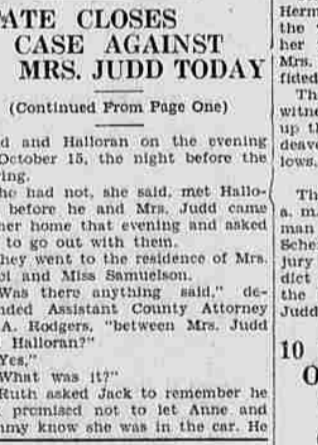 ATE CLOSES
CASE AGAINST
MRS. JUDD TODAY
(Continued From Page One)
d and Halloran on the evening
October 15, the night before the
ing.
he had not, she said, met Hallo-
before he and Mrs. Judd came
her home that evening and asked
to go out with them.
hey went to the residence of Mrs.
oi and Miss Samuelson.
Was there anything said," de-
nded Assistant County Attorney
A. Rodgers, "between Mrs. Judd
Halloran?"
Yes,"
What was it?"
Ruth asked Jack to remember he
promised not to let Anne and
mmy know she was in the car. He
Herm
the
her
Mrs.
fided
Th
witne
up th
deave
lows.
Th
a. m.
man
Sche
jury
dict
the
Judd
10
O